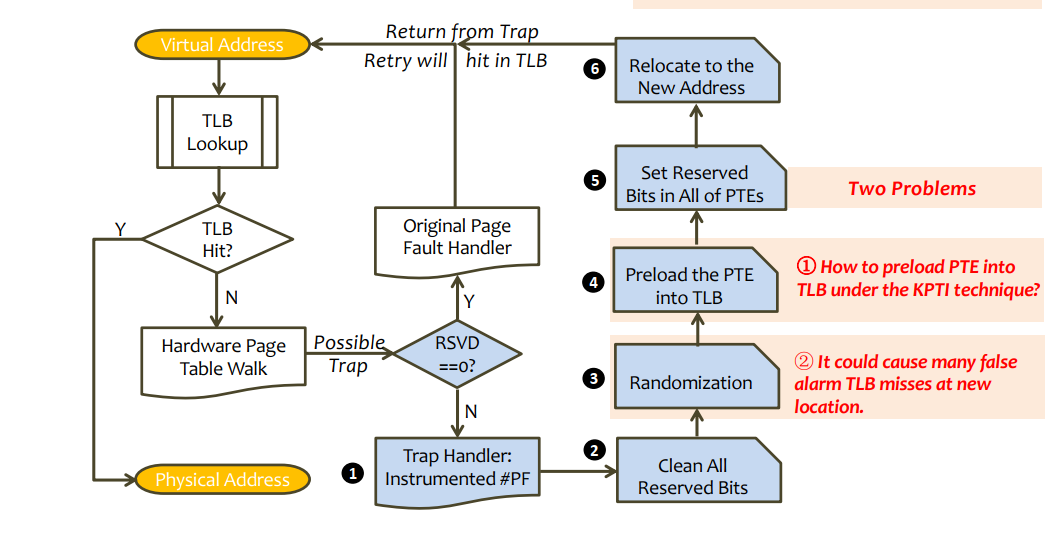 Virtual Address
TLB
Lookup
TLB
Hit?
Y
N
Hardware Page
Table Walk
Physical Address
Possible
Trap
RSVD
==0?
Y
N
Original Page
Fault Handler
Return from Trap
Retry will hit in TLB
❶
Trap Handler:
Instrumented #PF
❷
Clean All
Reserved Bits
❸
Randomization
❹
Preload the PTE
into TLB
❺
Set Reserved
Bits in All of PTEs
❻
Relocate to the
New Address
Two Problems
① How to preload PTE into
TLB under the KPTI technique?
② It could cause many false
alarm TLB misses at new
location.